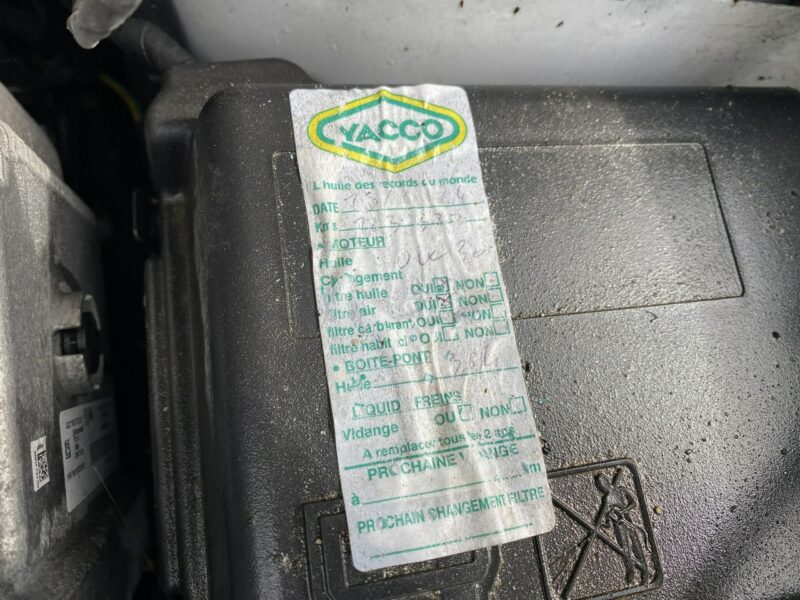 YACCO
L'huile des records du monde
DATE
Kms
MOTEUR
Huile
Changement
filtre huile OUI NON
filtre air OUI NON
filtre carburant OUI NON
filtre habitacle OUI NON
• BOITE-PONT
Huile
LIQUID FREINS
Vidange OUI NON
A remplacer tous les 2 ans
PROCHAINE VIDANGE
à km
PROCHAIN CHANGEMENT FILTRE